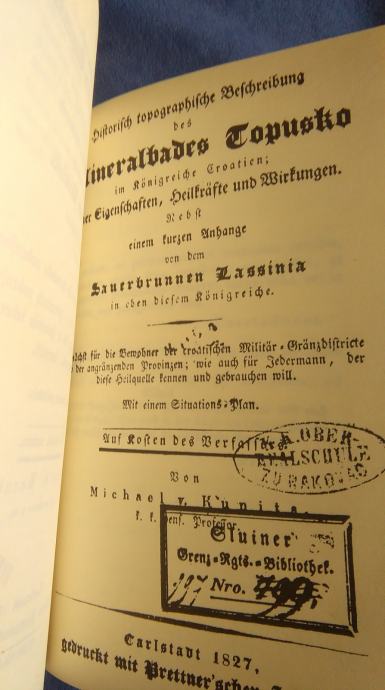 Historisch topographische Beschreibung
des
Mineralbades Topusko
im Königreiche Croatien;
Eigenschaften, Heilkräfte und Wirkungen.
Nebst
einem kurzen Anhange
von dem
Sauerbrunnen Lassinia
in eben diesem Königreiche.
für die Bewohner der croatischen Militär-Gränzdistricte
der angränzenden Provinzen; wie auch für Jedermann, der
diese Heilquelle kennen und gebrauchen will.
Mit einem Situations-Plan.
Auf Kosten des Verfassers.
K. OBER-
REALSCHULE
ZU RAKOVAC
Von
Michael v. Kunits
k. k. pens. Professor
Sluiner
Grenz-Rgts.-Bibliothek.
Nro.
Carlstadt 1827,
gedruckt mit Prettner'schen